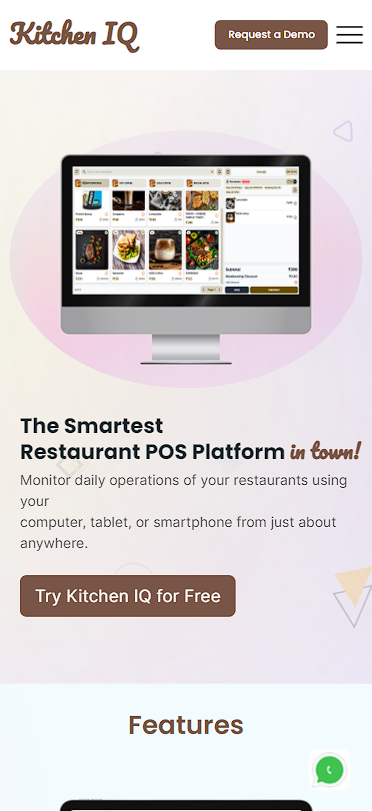 Kitchen IQ
Request a Demo
Subtotal
The Smartest
Restaurant POS Platform in town!
Monitor daily operations of your restaurants using
your
computer, tablet, or smartphone from just about
anywhere.
Try Kitchen IQ for Free
Features